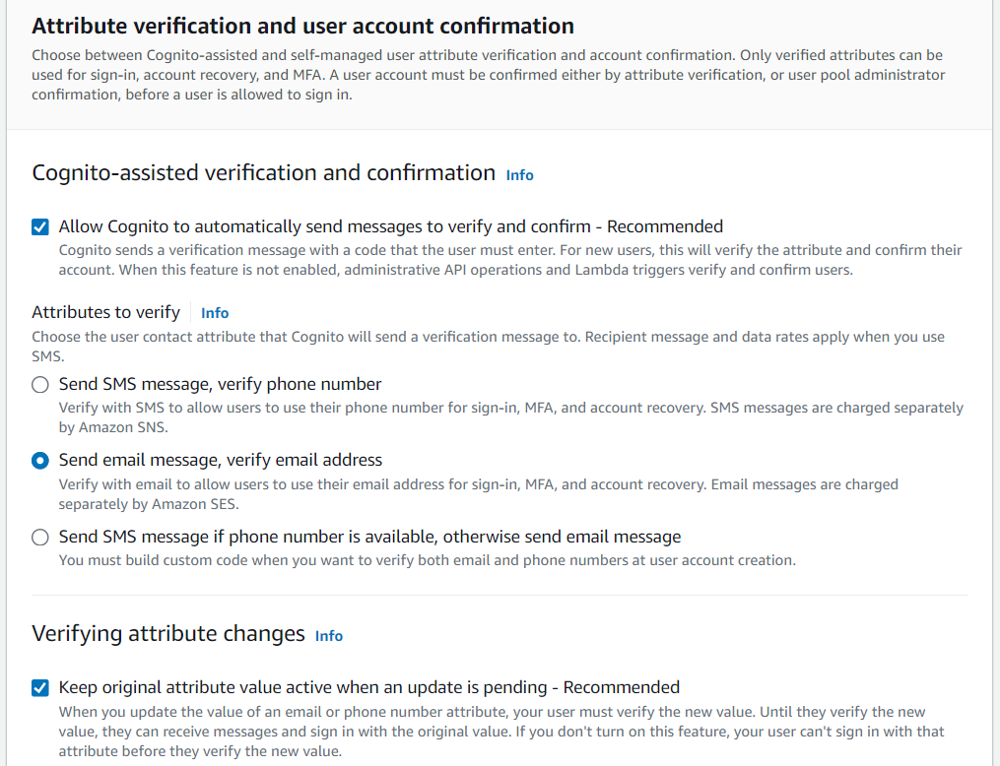 Attribute verification and user account confirmation
Choose between Cognito-assisted and self-managed user attribute verification and account confirmation. Only verified attributes can be
used for sign-in, account recovery, and MFA. A user account must be confirmed either by attribute verification, or user pool administrator
confirmation, before a user is allowed to sign in.
Cognito-assisted verification and confirmation Info
Allow Cognito to automatically send messages to verify and confirm - Recommended
Cognito sends a verification message with a code that the user must enter. For new users, this will verify the attribute and confirm their
account. When this feature is not enabled, administrative API operations and Lambda triggers verify and confirm users.
Attributes to verify Info
Choose the user contact attribute that Cognito will send a verification message to. Recipient message and data rates apply when you use
SMS.
Send SMS message, verify phone number
Verify with SMS to allow users to use their phone number for sign-in, MFA, and account recovery. SMS messages are charged separately
by Amazon SNS.
Send email message, verify email address
Verify with email to allow users to use their email address for sign-in, MFA, and account recovery. Email messages are charged
separately by Amazon SES.
Send SMS message if phone number is available, otherwise send email message
You must build custom code when you want to verify both email and phone numbers at user account creation.
Verifying attribute changes Info
Keep original attribute value active when an update is pending - Recommended
When you update the value of an email or phone number attribute, your user must verify the new value. Until they verify the new
value, they can receive messages and sign in with the original value. If you don't turn on this feature, your user can't sign in with that
attribute before they verify the new value.